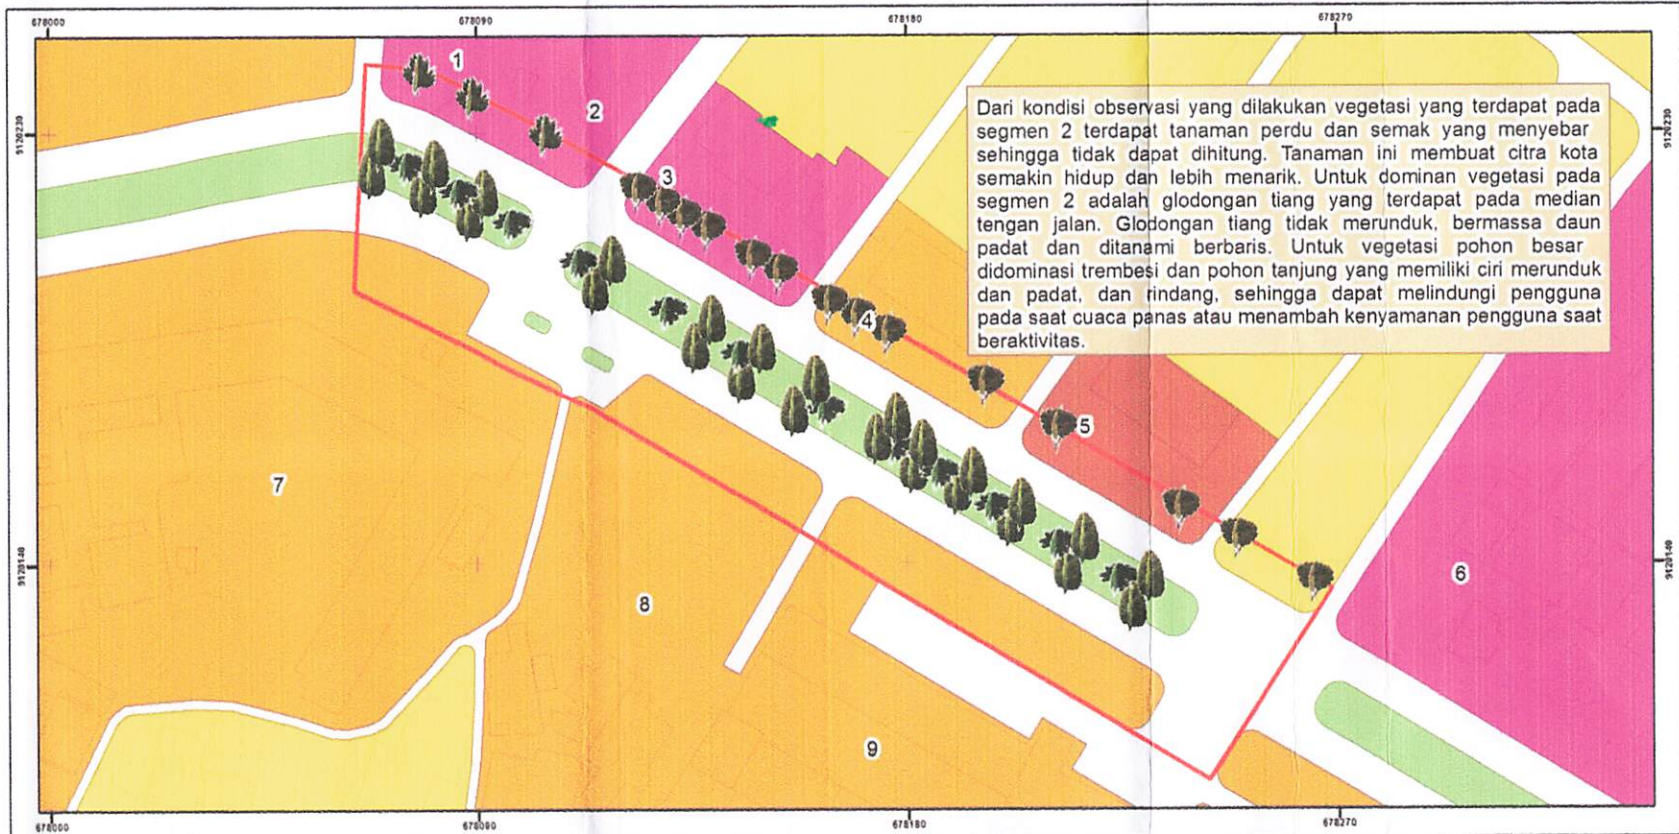 678000 678090 678180 678270
9120230 9120230
1
2
3
4
5
6
7
8
9
Dari kondisi observasi yang dilakukan vegetasi yang terdapat pada
segmen 2 terdapat tanaman perdu dan semak yang menyebar
sehingga tidak dapat dihitung. Tanaman ini membuat citra kota
semakin hidup dan lebih menarik. Untuk dominan vegetasi pada
segmen 2 adalah glodongan tiang yang terdapat pada median
tengan jalan. Glodongan tiang tidak merunduk, bermassa daun
padat dan ditanami berbaris. Untuk vegetasi pohon besar
didominasi trembesi dan pohon tanjung yang memiliki ciri merunduk
dan padat, dan rindang, sehingga dapat melindungi pengguna
pada saat cuaca panas atau menambah kenyamanan pengguna saat
beraktivitas.
9120140 9120140
678000 678090 678180 678270